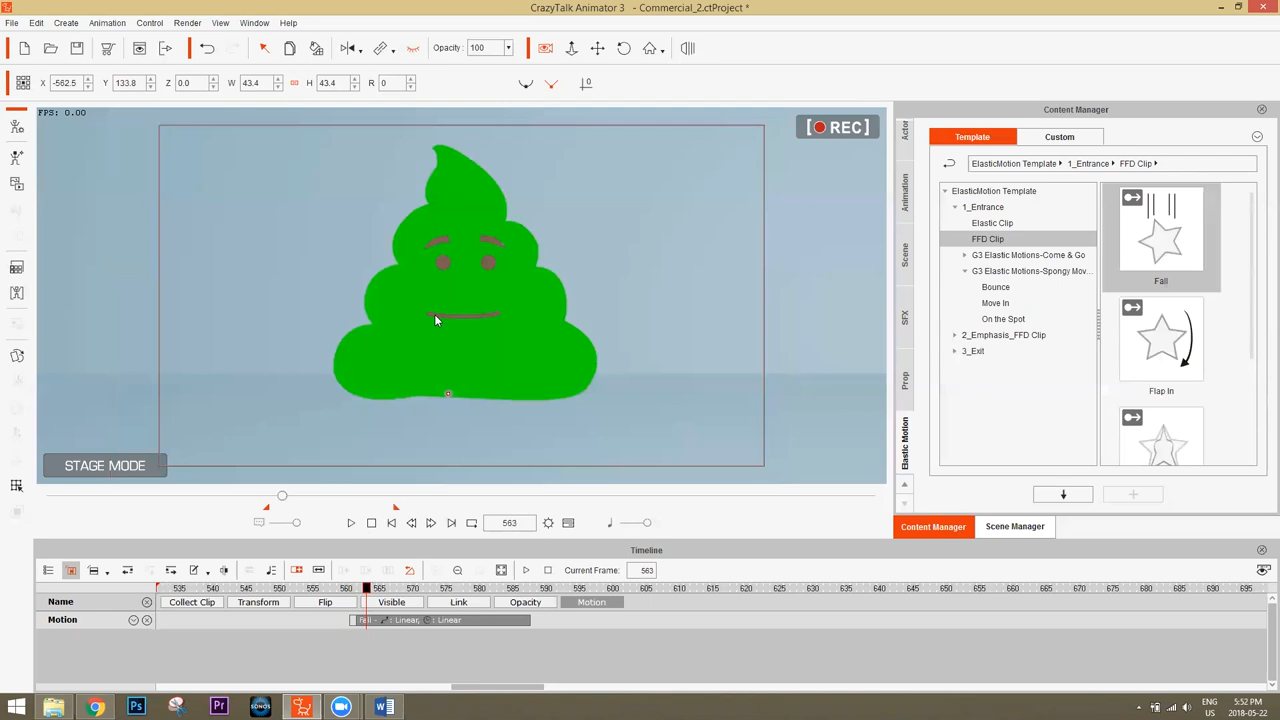 CrazyTalk Animator 3 - Commercial_2.ctProject *
File Edit Create Animation Control Render View Window Help
Opacity : 100
X -562.5 Y 133.8 Z 0.0 W 43.4 H 43.4 R 0
FPS: 0.00
[ REC]
STAGE MODE
Content Manager
Template Custom
ElasticMotion Template 1_Entrance FFD Clip
Actor
Animation
Scene
SFX
Prop
Elastic Motion
ElasticMotion Template
1_Entrance
Elastic Clip
FFD Clip
G3 Elastic Motions-Come & Go
G3 Elastic Motions-Spongy Mov...
Bounce
Move In
On the Spot
2_Emphasis_FFD Clip
3_Exit
Fall
Flap In
563
Content Manager Scene Manager
Timeline
Current Frame: 563
535 540 545 550 555 560 565 570 575 580 585 590 595 600 605 610 615 620 625 630 635 640 645 650 655 660 665 670 675 680 685 690 695
Name Collect Clip Transform Flip Visible Link Opacity Motion
Motion Fall - : Linear, : Linear
ENG 5:52 PM
US 2018-05-22